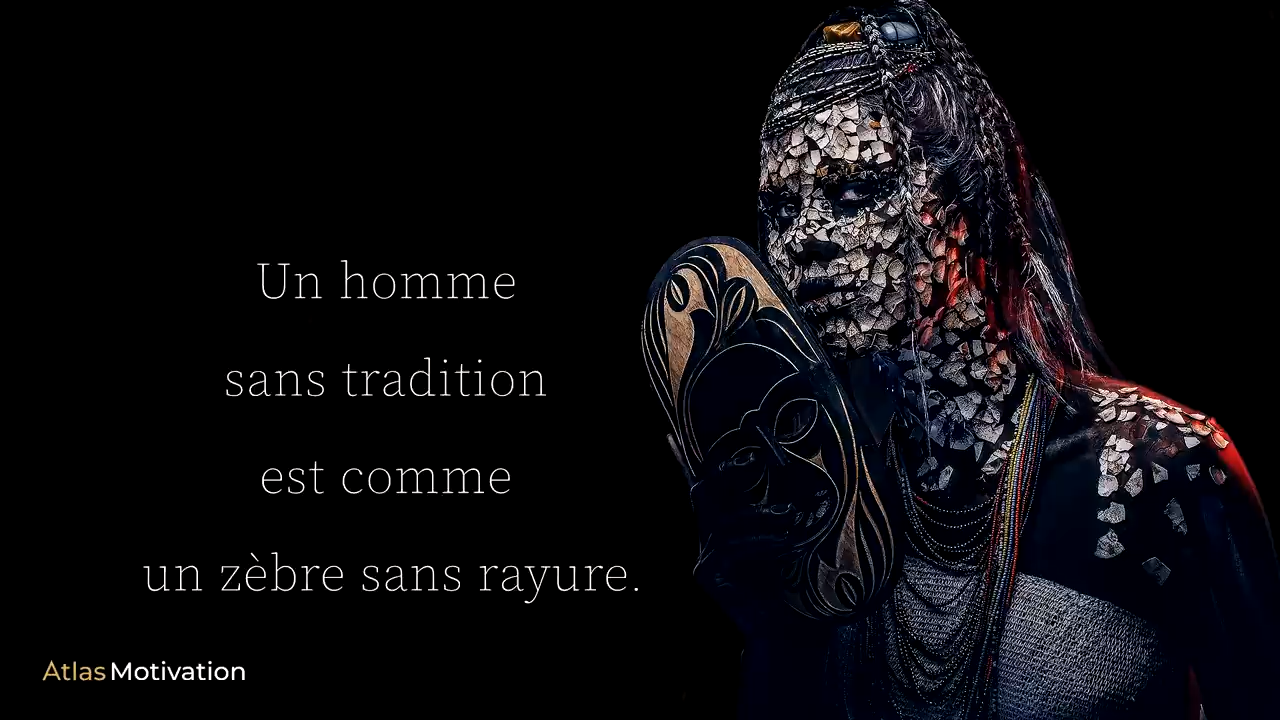 Un homme
sans tradition
est comme
un zèbre sans rayure.
Atlas Motivation